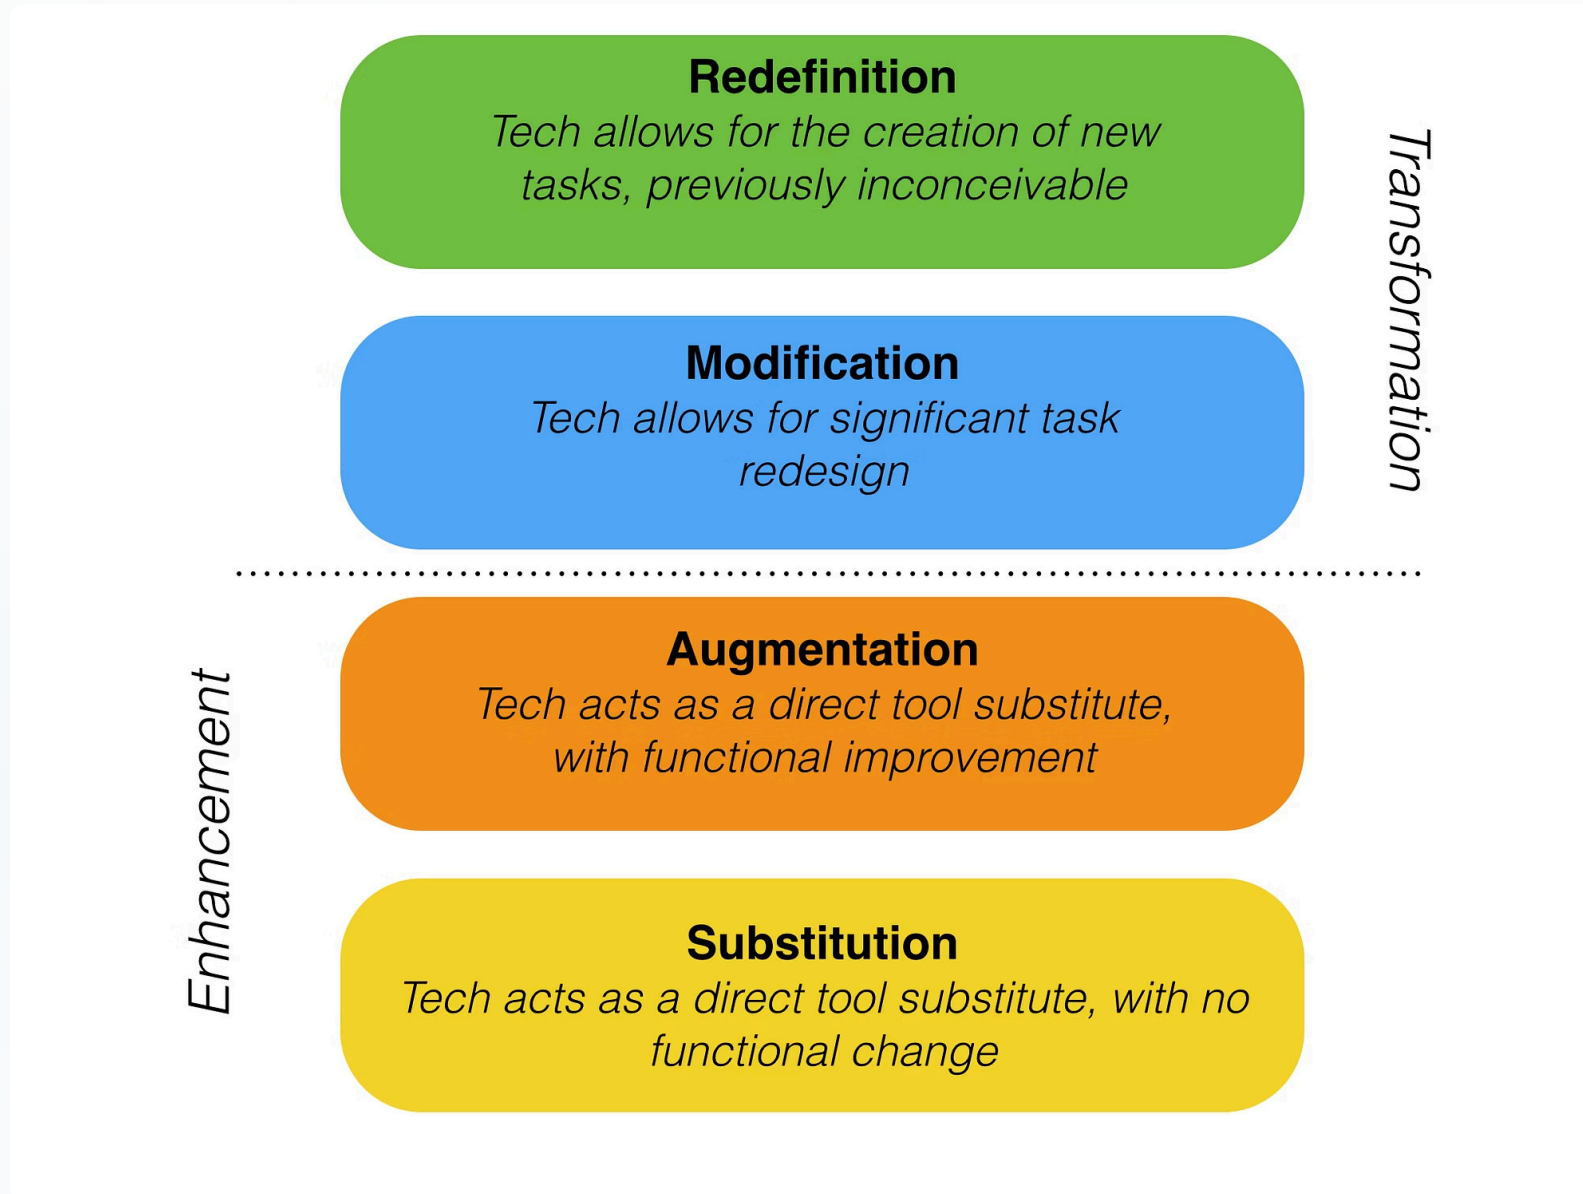 Redefinition
Tech allows for the creation of new
tasks, previously inconceivable
Transformation
Modification
Tech allows for significant task
redesign
Augmentation
Tech acts as a direct tool substitute,
with functional improvement
Enhancement
Substitution
Tech acts as a direct tool substitute, with no
functional change